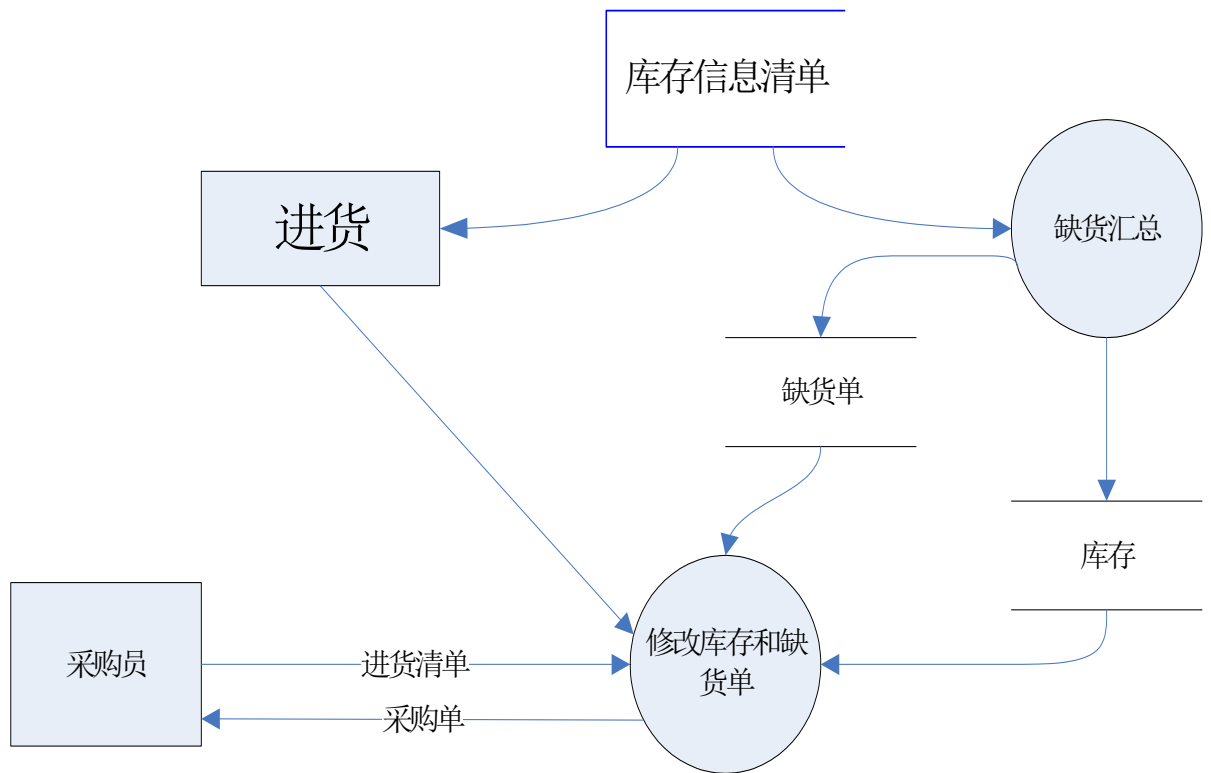 库存信息清单
进货
缺货汇总
缺货单
库存
采购员
进货清单
修改库存和缺
货单
采购单